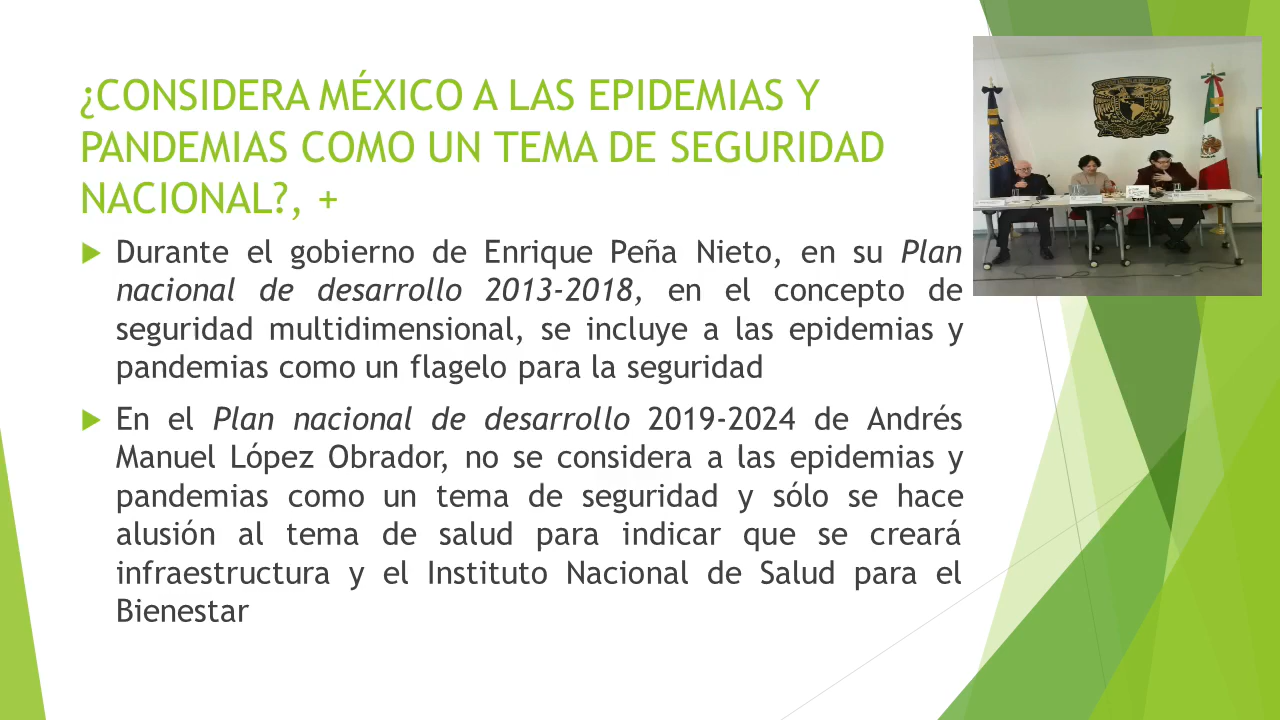 ¿CONSIDERA MÉXICO A LAS EPIDEMIAS Y
PANDEMIAS COMO UN TEMA DE SEGURIDAD
NACIONAL?, +
Durante el gobierno de Enrique Peña Nieto, en su Plan
nacional de desarrollo 2013-2018, en el concepto de
seguridad multidimensional, se incluye a las epidemias y
pandemias como un flagelo para la seguridad
En el Plan nacional de desarrollo 2019-2024 de Andrés
Manuel López Obrador, no se considera a las epidemias y
pandemias como un tema de seguridad y sólo se hace
alusión al tema de salud para indicar que se creará
infraestructura y el Instituto Nacional de Salud para el
Bienestar